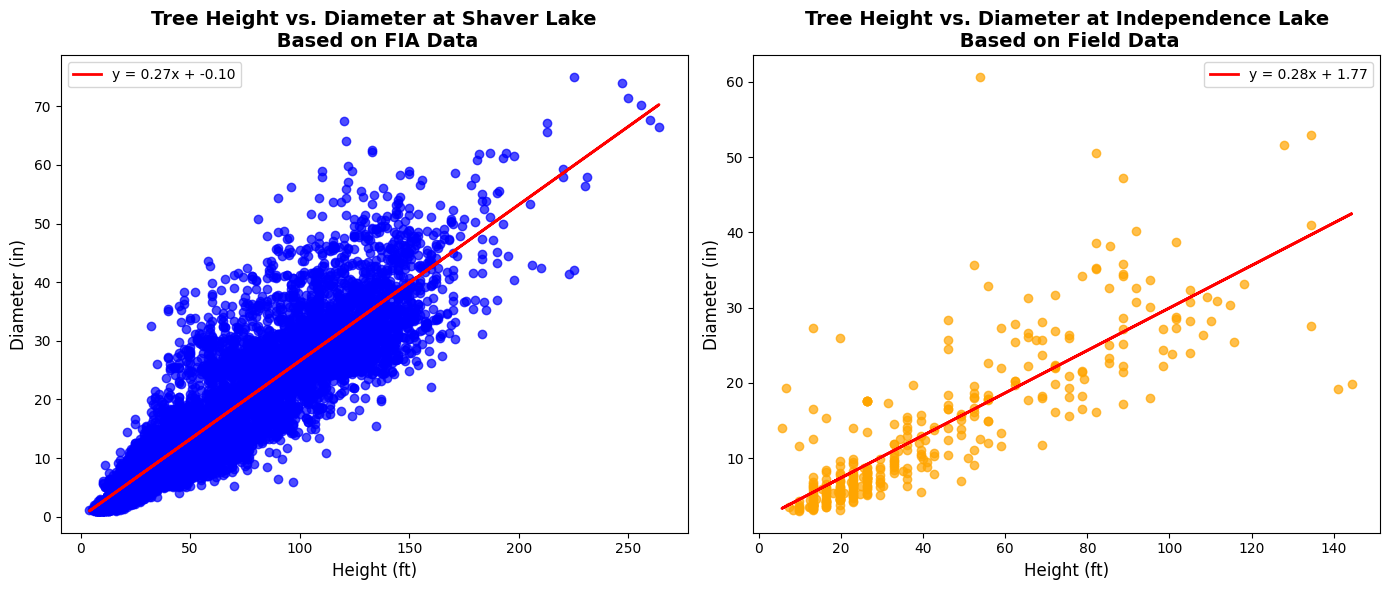 Tree Height vs. Diameter at Shaver Lake
Based on FIA Data
y = 0.27x + -0.10
70
60
50
40
30
20
10
0
Diameter (in)
0 50 100 150 200 250
Height (ft)
Tree Height vs. Diameter at Independence Lake
Based on Field Data
y = 0.28x + 1.77
60
50
40
30
20
10
Diameter (in)
0 20 40 60 80 100 120 140
Height (ft)